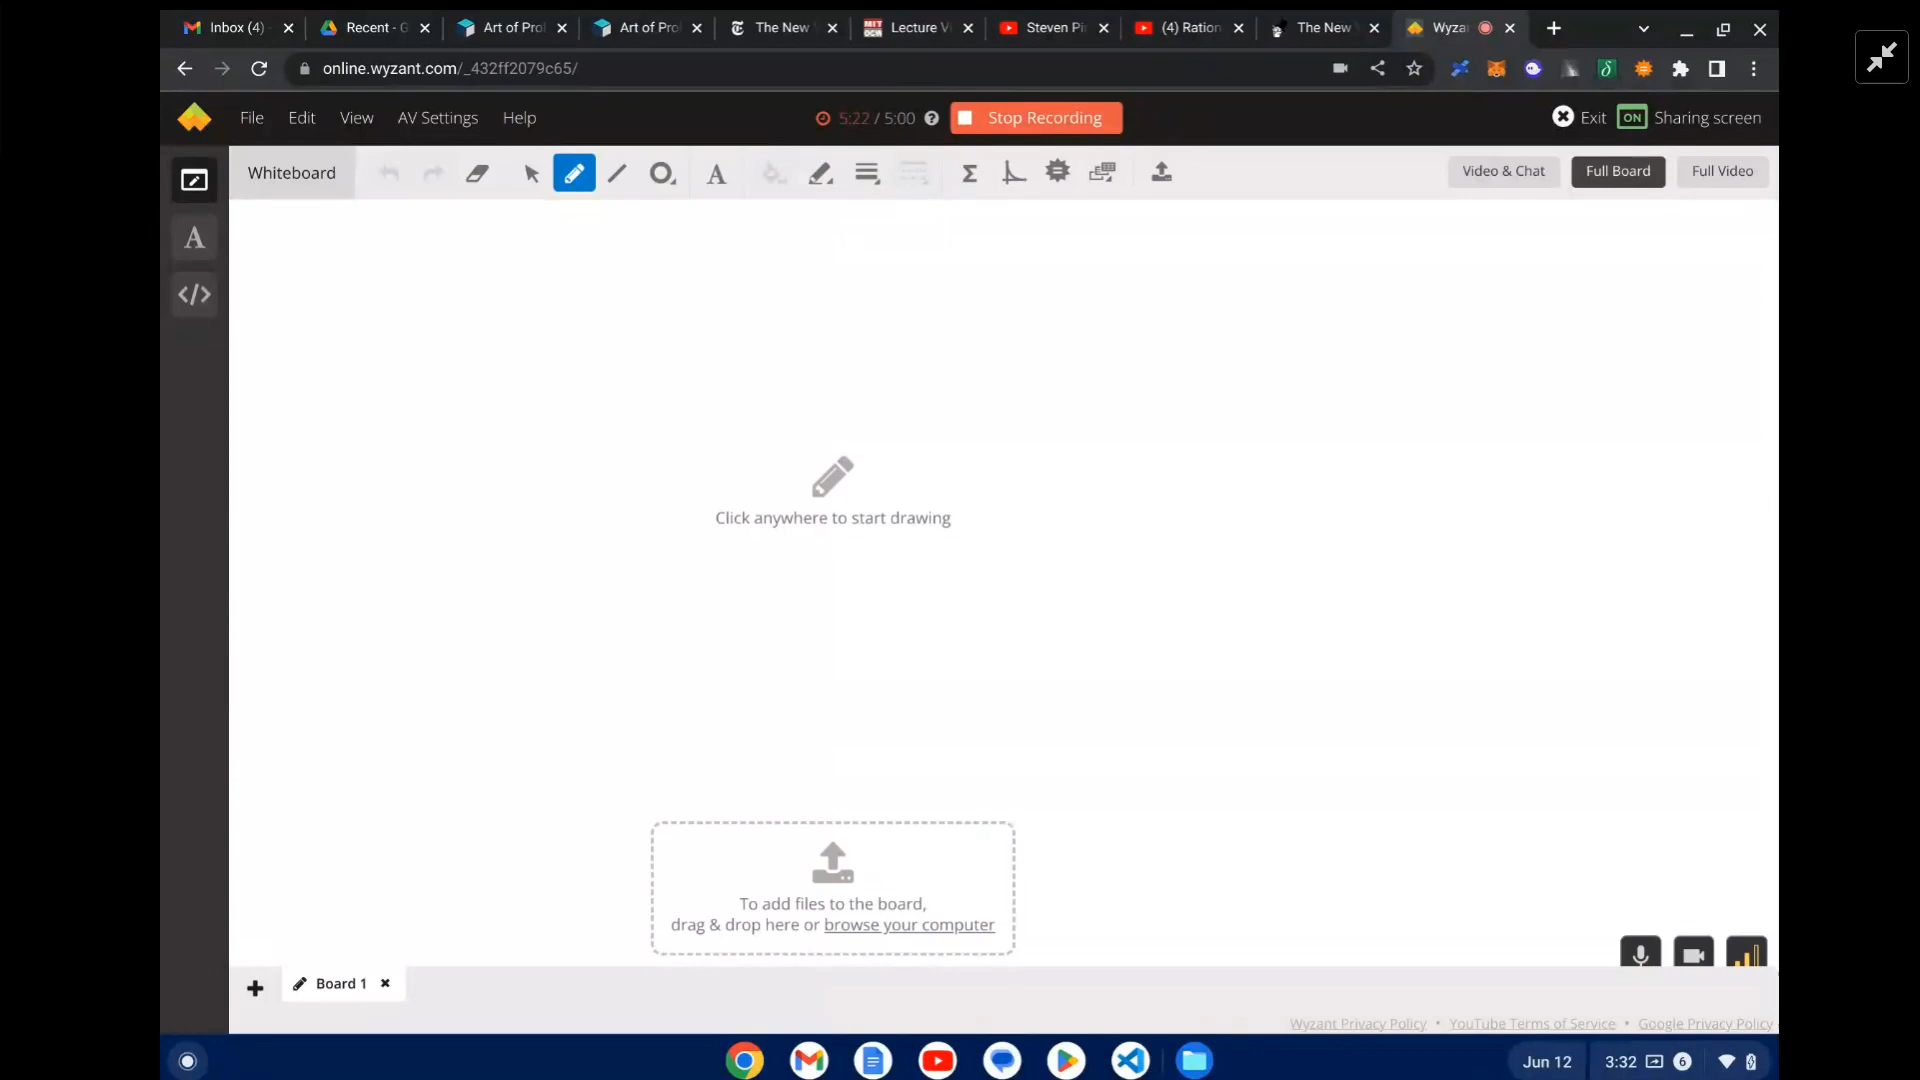 Inbox (4)
Recent - G
Art of Pro
Art of Pro
The New
Lecture V
Steven Pi
(4) Ration
The New
Wyza
online.wyzant.com/_432ff2079c65/
File Edit View AV Settings Help
5:22 / 5:00
Stop Recording
Exit ON Sharing screen
Whiteboard
A
Σ
Video & Chat
Full Board
Full Video
A
</>
Click anywhere to start drawing
To add files to the board,
drag & drop here or browse your computer
Board 1
Wyzant Privacy Policy • YouTube Terms of Service • Google Privacy Policy
Jun 12
3:32
6